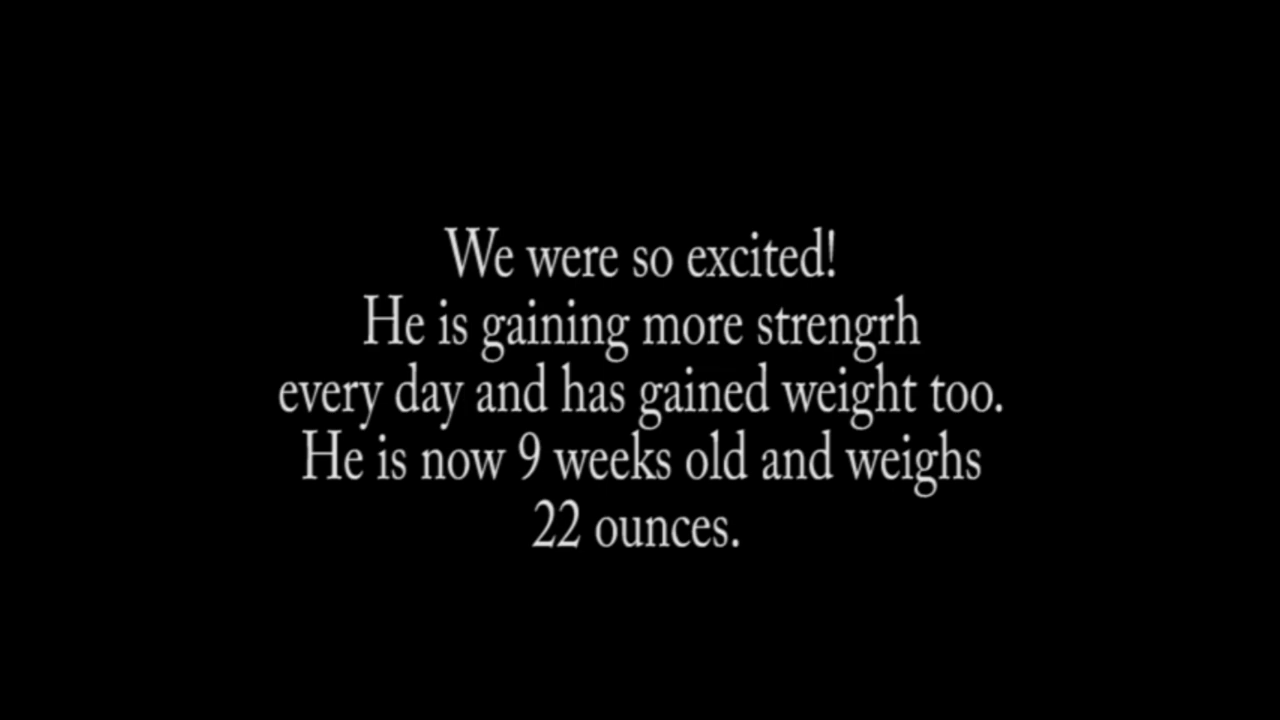 We were so excited!
He is gaining more strengrh
every day and has gained weight too.
He is now 9 weeks old and weighs
22 ounces.